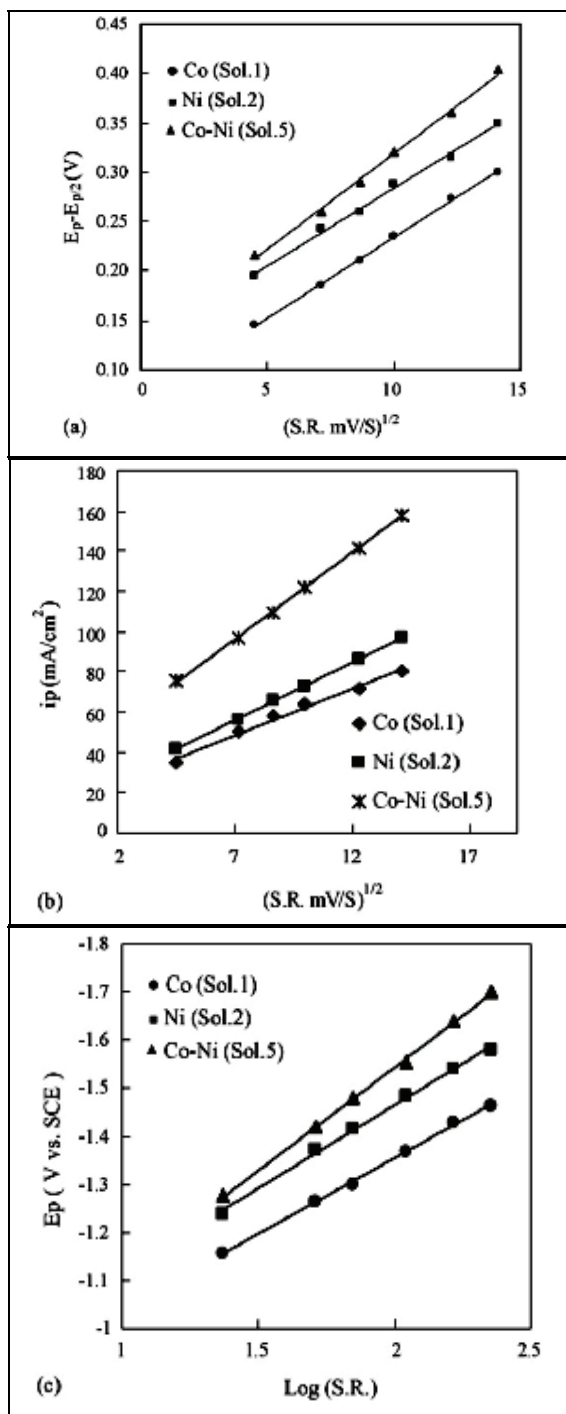 0.45
Co (Sol.1)
Ni (Sol.2)
Co-Ni (Sol.5)
0.40
0.35
0.30
0.25
0.20
0.15
0.10
Ep-Ep/2 (V)
0 5 10 15
(a) (S.R. mV/S)1/2
180
160
140
120
100
80
60
40
20
0
ip (mA/cm2)
Co (Sol.1)
Ni (Sol.2)
Co-Ni (Sol.5)
2 7 12 17
(b) (S.R. mV/S)1/2
-1.8
-1.7
-1.6
-1.5
-1.4
-1.3
-1.2
-1.1
-1
Ep ( V vs. SCE )
Co (Sol.1)
Ni (Sol.2)
Co-Ni (Sol.5)
1 1.5 2 2.5
(c) Log (S.R.)